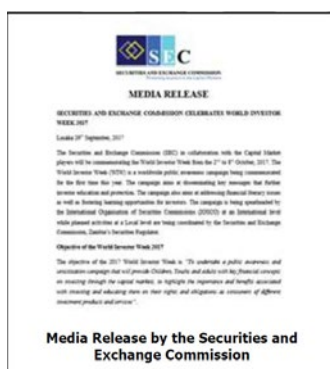 SEC
SECURITIES AND EXCHANGE COMMISSION
MEDIA RELEASE
SECURITIES AND EXCHANGE COMMISSION CELEBRATES WORLD INVESTOR
WEEK 2017
Lusaka 29th September, 2017
The Securities and Exchange Commission (SEC) in collaboration with the Capital Market
players will be commemorating the World Investor Week from the 2nd to 8th October, 2017. The
World Investor Week (WIW) is a worldwide public awareness campaign being commemorated
for the first time this year. The campaign aims at disseminating key messages that further
investor education and protection. The campaign also aims at addressing financial literacy issues
as well as fostering learning opportunities for investors. The campaign is being spearheaded by
the International Organisation of Securities Commissions (IOSCO) at an International level
while planned activities at a Local level are being coordinated by the Securities and Exchange
Commission, Zambia's Securities Regulator.
Objective of the World Investor Week 2017
The objective of the 2017 World Investor Week is "To undertake a public awareness and
sensitization campaign that will provide Children, Youths and adults with key financial concepts
on investing through the capital markets, to highlight the importance and benefits associated
with investing and educating them on their rights and obligations as consumers of different
investment products and services".
Media Release by the Securities and
Exchange Commission